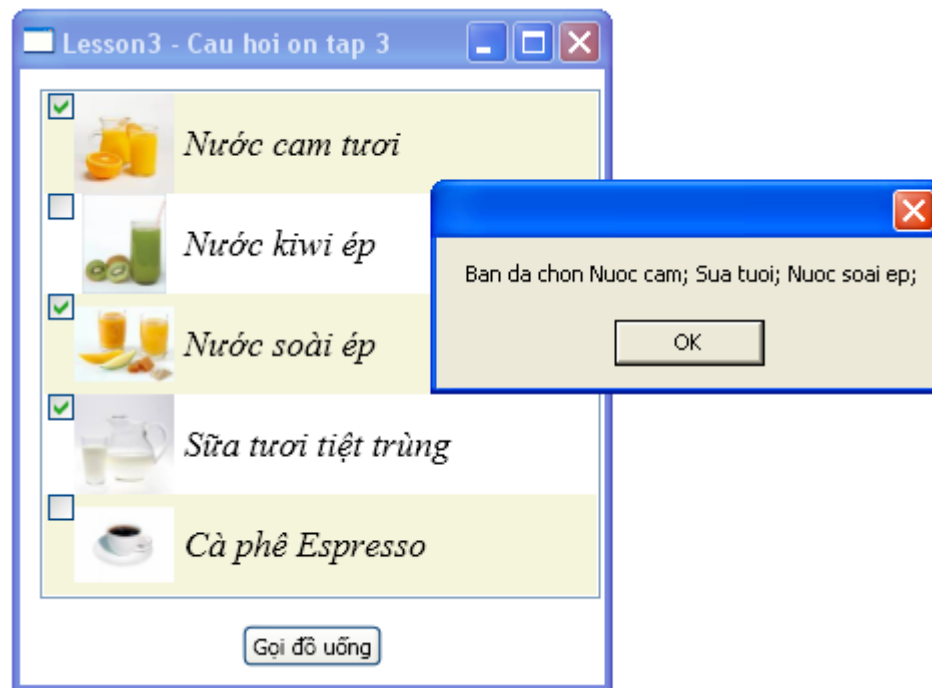 Lesson3 - Cau hoi on tap 3
Nước cam tươi
Nước kiwi ép
Nước soài ép
Sữa tươi tiệt trùng
Cà phê Espresso
Gọi đồ uống
Ban da chon Nuoc cam; Sua tuoi; Nuoc soai ep;
OK